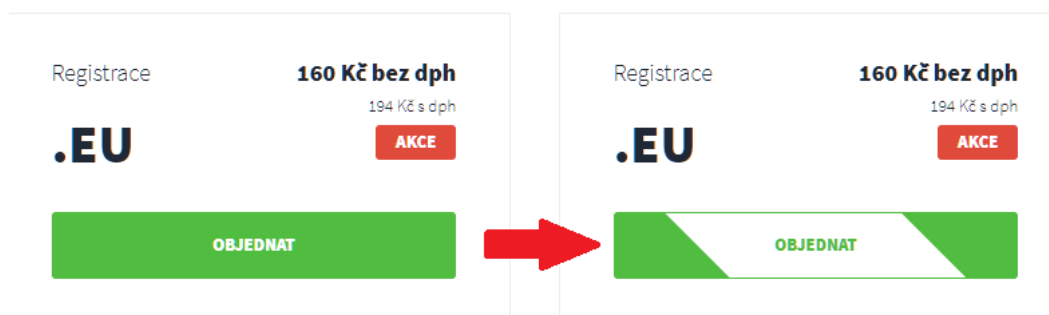 Registrace 160 Kč bez dph
194 Kč s dph
.EU AKCE
OBJEDNAT
Registrace 160 Kč bez dph
194 Kč s dph
.EU AKCE
OBJEDNAT